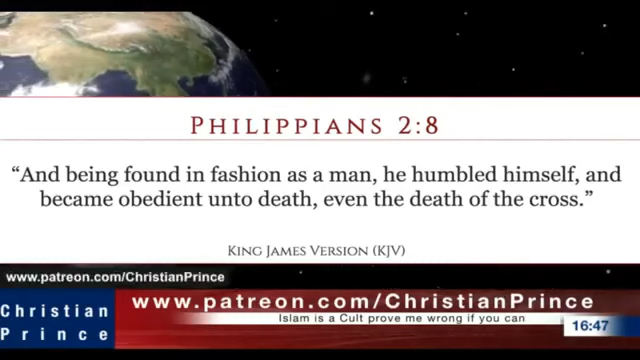 PHILIPPIANS 2:8
“And being found in fashion as a man, he humbled himself, and
became obedient unto death, even the death of the cross.”
KING JAMES VERSION (KJV)
www.patreon.com/ChristianPrince
www.patreon.com/ChristianPrince
Christian
Prince
Islam is a Cult prove me wrong if you can
16:47